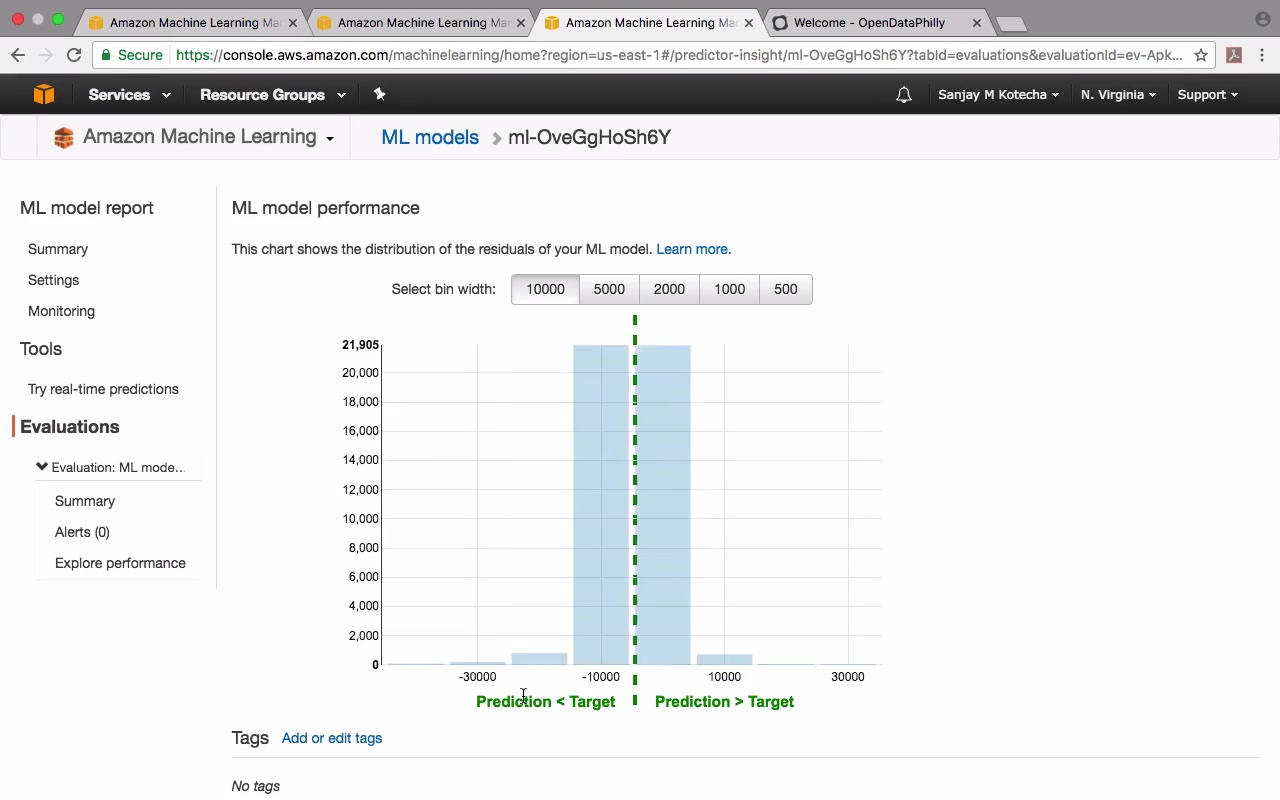 Amazon Machine Learning Mar
Amazon Machine Learning Mar
Amazon Machine Learning Mar
Welcome - OpenDataPhilly
Secure https://console.aws.amazon.com/machinelearning/home?region=us-east-1#/predictor-insight/ml-OveGgHoSh6Y?tabId=evaluations&evaluationId=ev-Apk...
Services Resource Groups Sanjay M Kotecha N. Virginia Support
Amazon Machine Learning ML models ml-OveGgHoSh6Y
ML model report
Summary
Settings
Monitoring
Tools
Try real-time predictions
Evaluations
Evaluation: ML mode...
Summary
Alerts (0)
Explore performance
ML model performance
This chart shows the distribution of the residuals of your ML model. Learn more.
Select bin width: 10000 5000 2000 1000 500
21,905
20,000
18,000
16,000
14,000
12,000
10,000
8,000
6,000
4,000
2,000
0
-30000 -10000 10000 30000
Prediction < Target Prediction > Target
Tags Add or edit tags
No tags